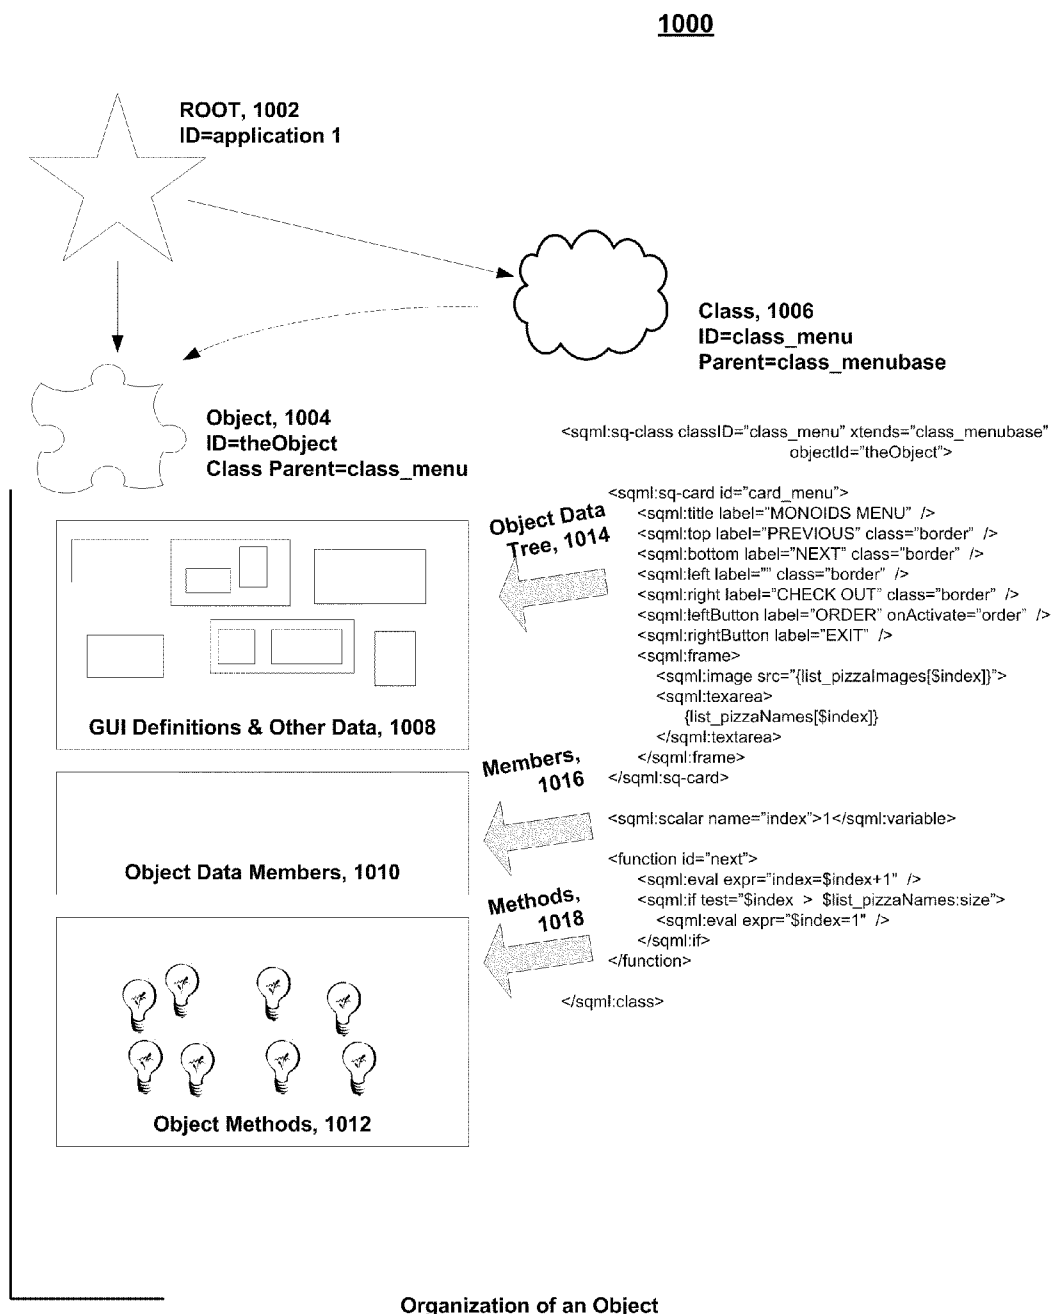 1000
ROOT, 1002
ID=application 1
Class, 1006
ID=class_menu
Parent=class_menubase
Object, 1004
ID=theObject
Class Parent=class_menu
<sqml:sq-class classID="class_menu" xtends="class_menubase"
objectId="theObject">
Object Data
Tree, 1014
<sqml:sq-card id="card_menu">
<sqml:title label="MONOIDS MENU" />
<sqml:top label="PREVIOUS" class="border" />
<sqml:bottom label="NEXT" class="border" />
<sqml:left label="" class="border" />
<sqml:right label="CHECK OUT" class="border" />
<sqml:leftButton label="ORDER" onActivate="order" />
<sqml:rightButton label="EXIT" />
<sqml:frame>
<sqml:image src="{list_pizzaImages[$index]}">
<sqml:texarea>
{list_pizzaNames[$index]}
</sqml:textarea>
</sqml:frame>
</sqml:sq-card>
GUI Definitions & Other Data, 1008
Members,
1016
<sqml:scalar name="index">1</sqml:variable>
Object Data Members, 1010
<function id="next">
<sqml:eval expr="index=$index+1" />
<sqml:if test="$index > $list_pizzaNames:size">
<sqml:eval expr="$index=1" />
</sqml:if>
</function>
Methods,
1018
</sqml:class>
Object Methods, 1012
Organization of an Object